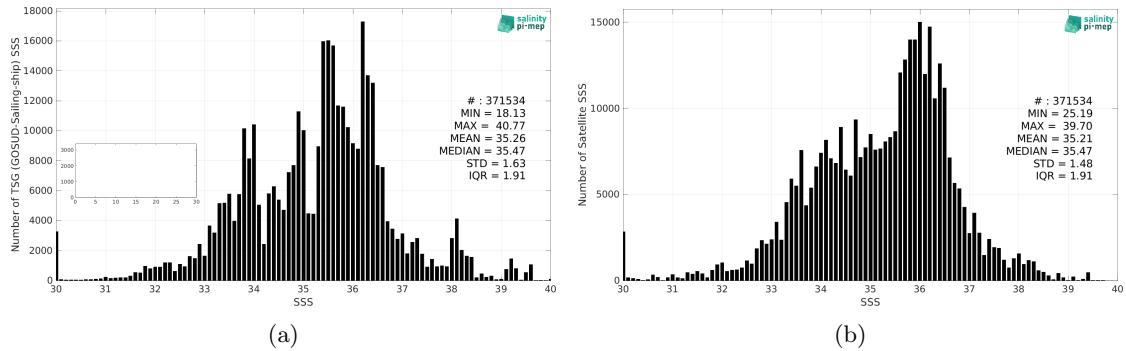 18000
16000
14000
12000
10000
8000
6000
4000
2000
0
Number of TSG (GOSUD-Sailing-ship) SSS
salinity
pi-mep
# : 371534
MIN = 18.13
MAX = 40.77
MEAN = 35.26
MEDIAN = 35.47
STD = 1.63
IQR = 1.91
3000
2000
1000
0
0 5 10 15 20 25 30
30 31 32 33 34 35 36 37 38 39 40
SSS
(a)
15000
10000
5000
0
Number of Satellite SSS
salinity
pi-mep
# : 371534
MIN = 25.19
MAX = 39.70
MEAN = 35.21
MEDIAN = 35.47
STD = 1.48
IQR = 1.91
30 31 32 33 34 35 36 37 38 39 40
SSS
(b)